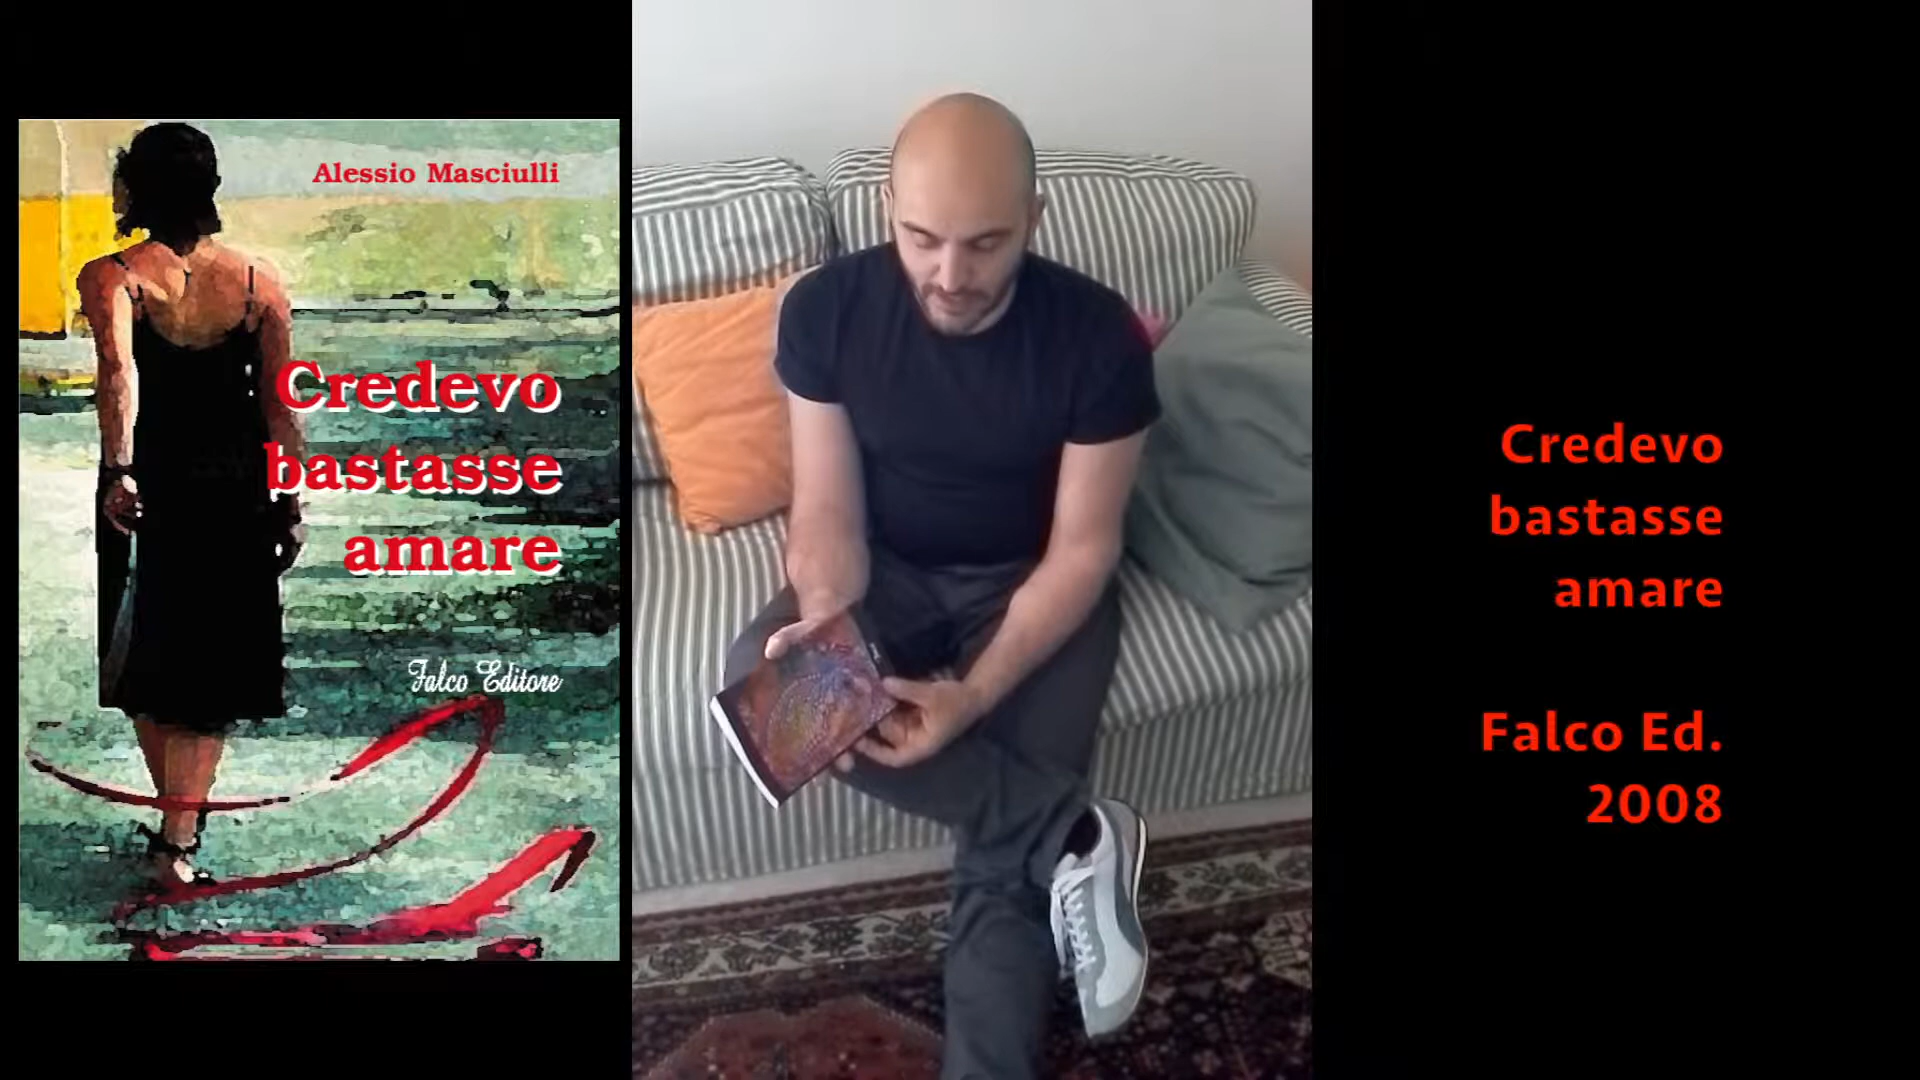 Alessio Masciulli
Credevo
bastasse
amare
Falco Editore
Credevo
bastasse
amare
Falco Ed.
2008